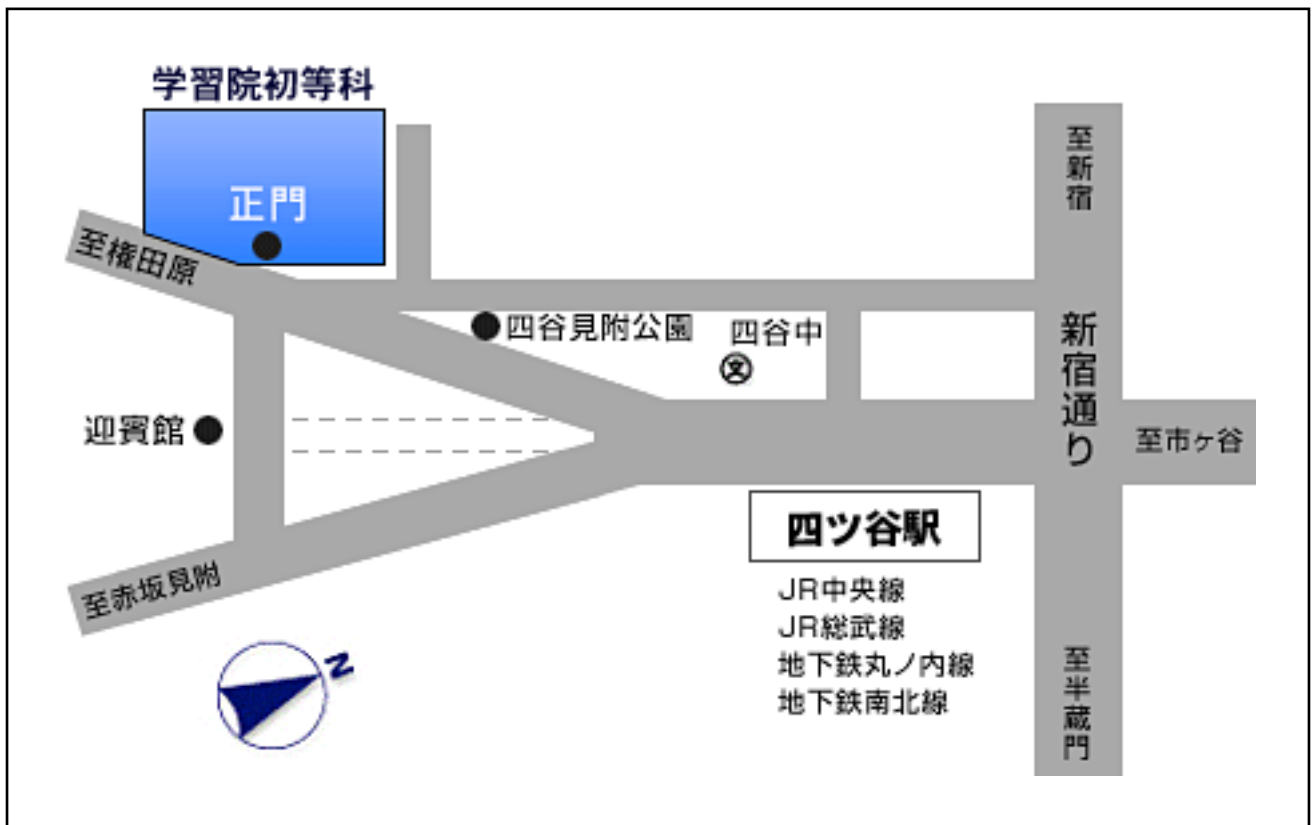 学習院初等科
正門
至権田原
至新宿
四谷見附公園
四谷中
文
新宿通り
迎賓館
至市ヶ谷
四ツ谷駅
至赤坂見附
JR中央線
JR総武線
地下鉄丸ノ内線
地下鉄南北線
至半蔵門
N